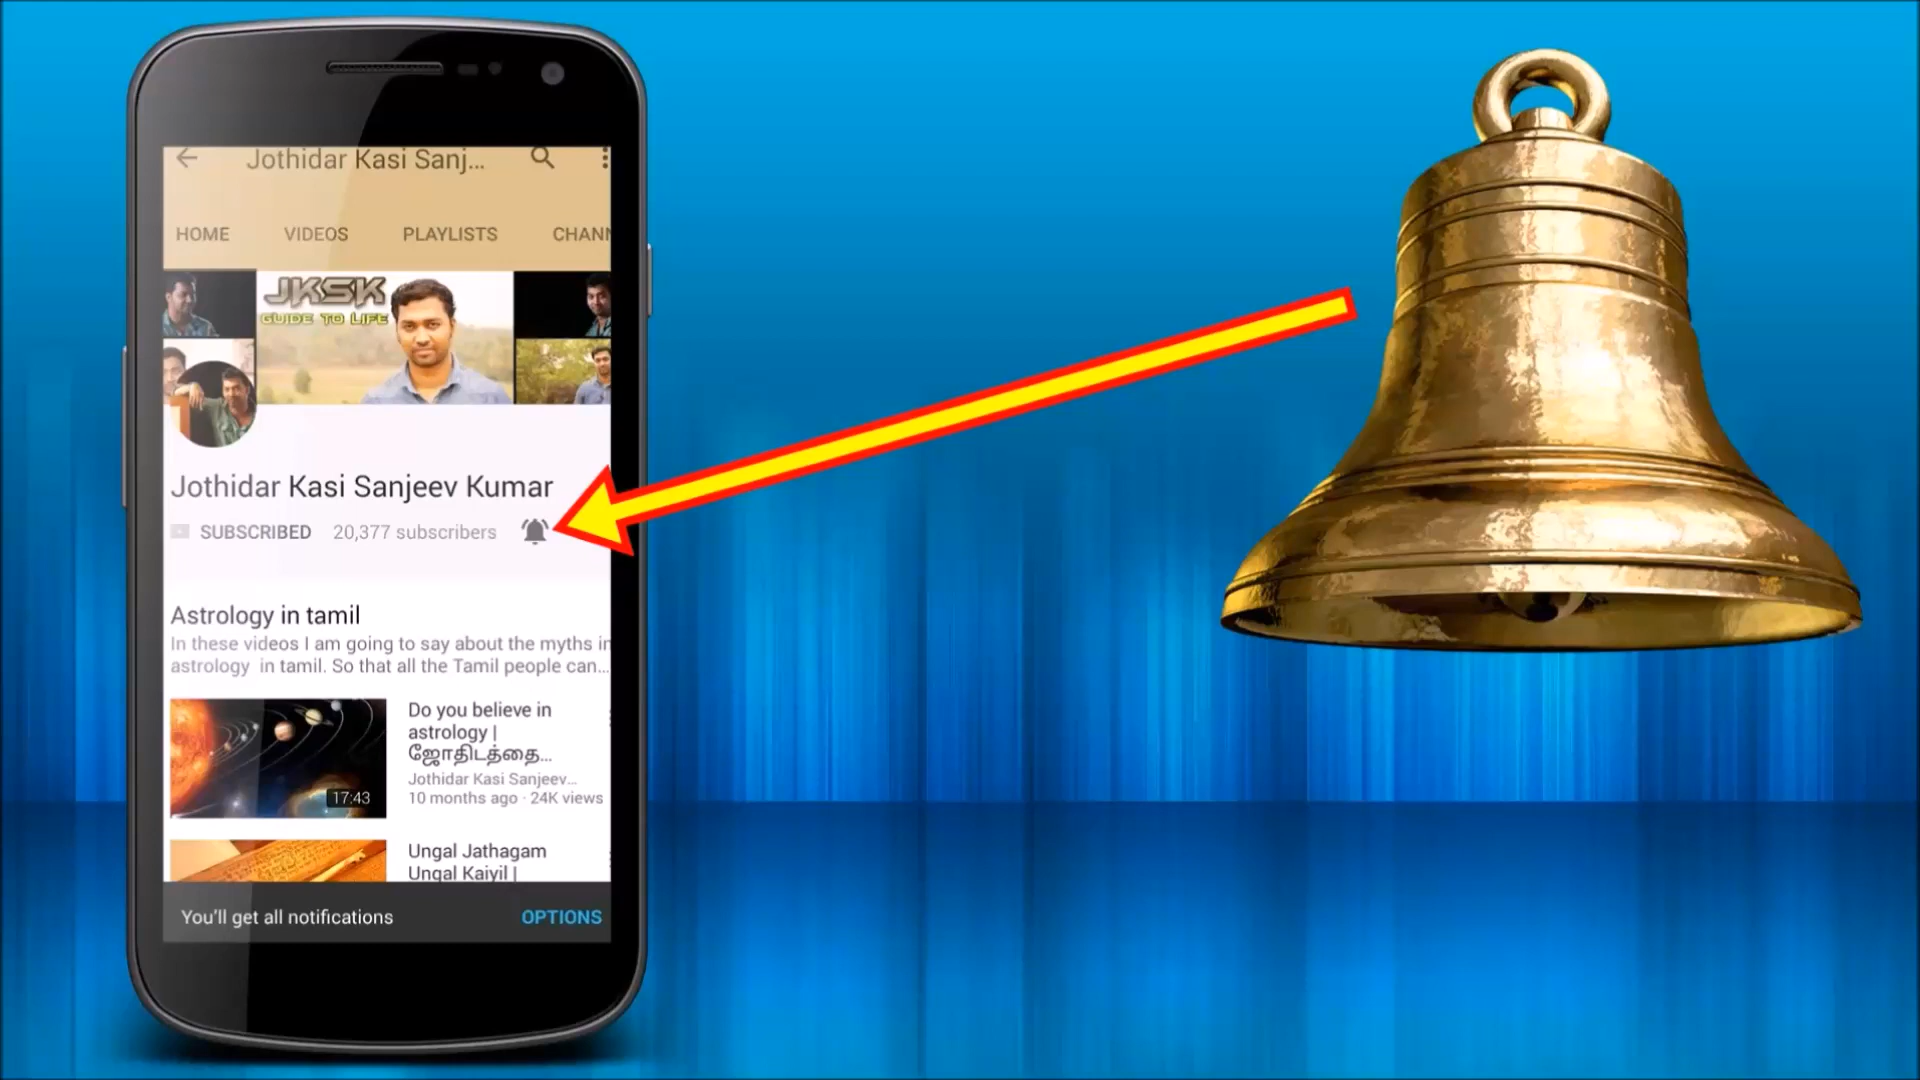 Jothidar Kasi Sanj...
HOME VIDEOS PLAYLISTS CHANN
JKSK
GUIDE TO LIFE
Jothidar Kasi Sanjeev Kumar
SUBSCRIBED 20,377 subscribers
Astrology in tamil
In these videos I am going to say about the myths in
astrology in tamil. So that all the Tamil people can...
Do you believe in
astrology |
ஜோதிடத்தை...
Jothidar Kasi Sanjeev...
10 months ago · 24K views
17:43
Ungal Jathagam
Ungal Kaiyil |
You'll get all notifications OPTIONS